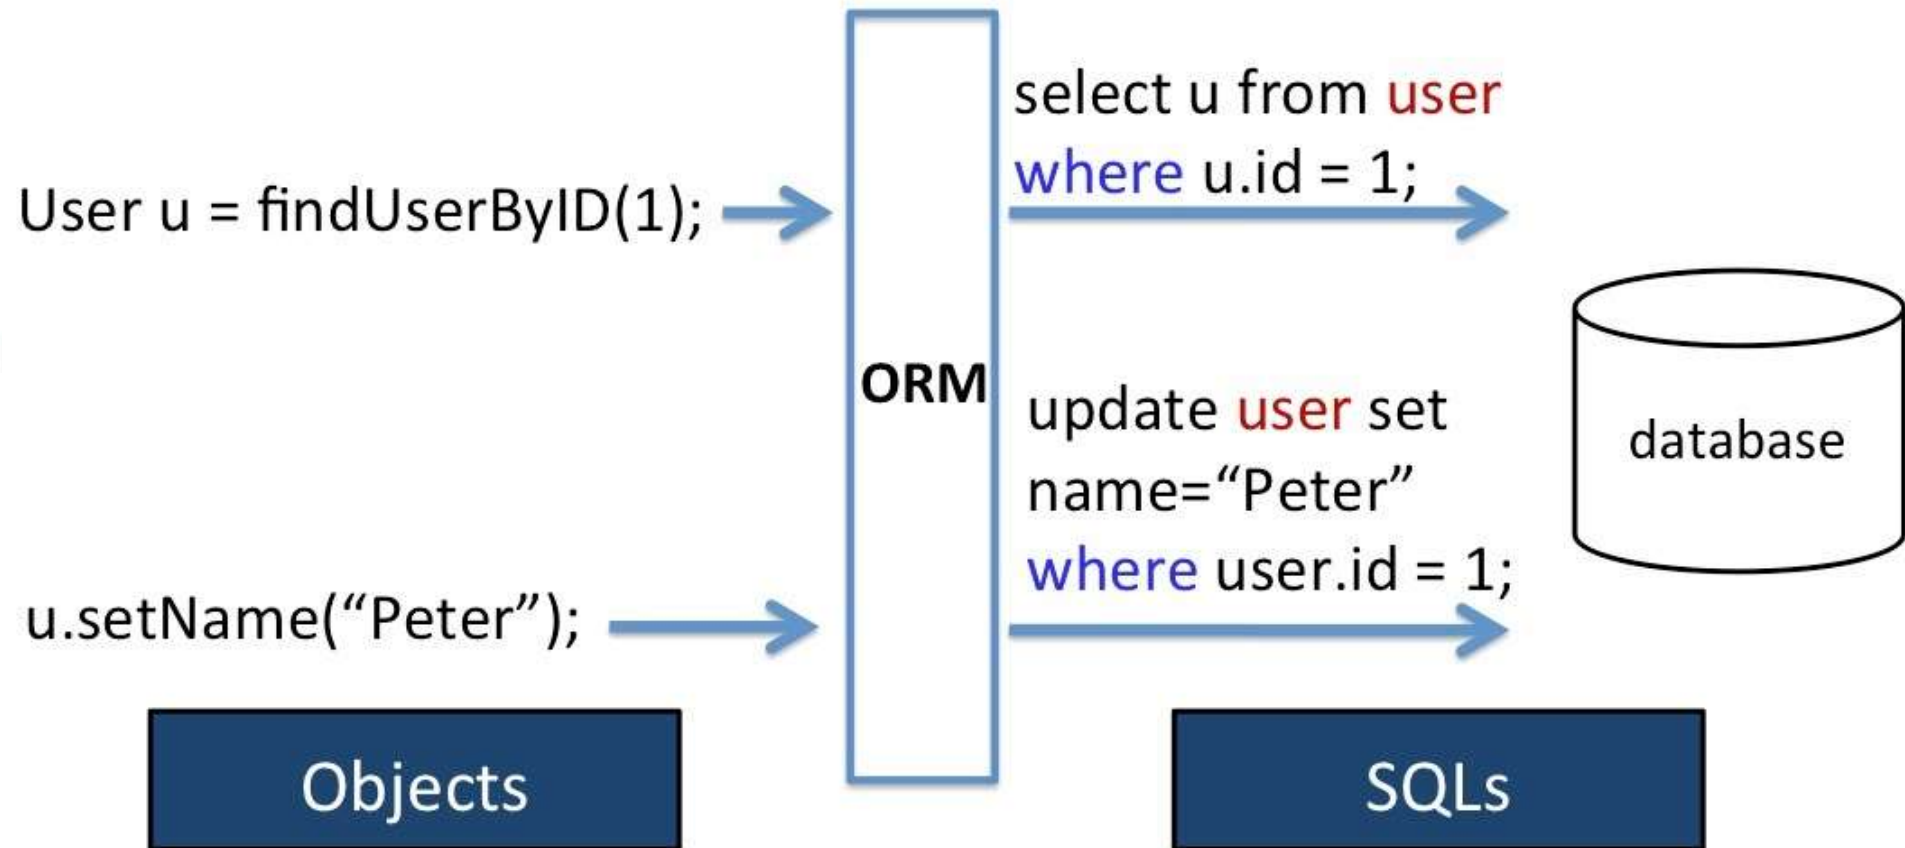 select u from user
where u.id = 1;
User u = findUserByID(1);
ORM
update user set
name=“Peter”
where user.id = 1;
database
u.setName(“Peter”);
Objects
SQLs